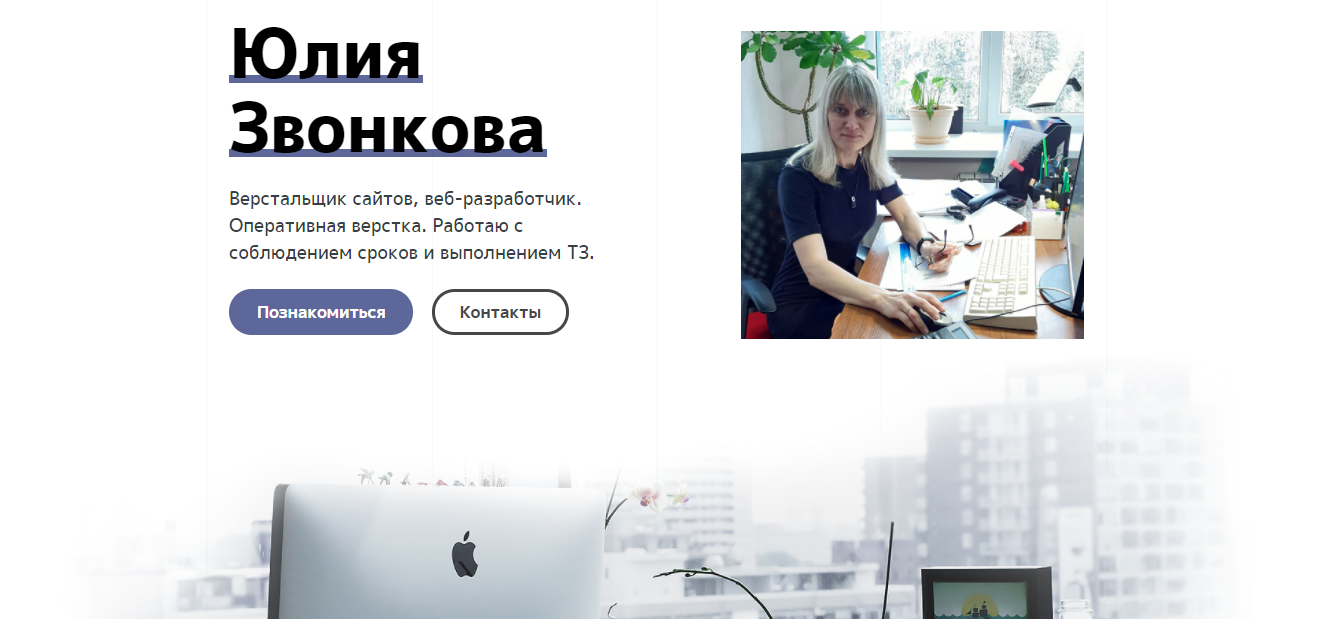 Юлия
Звонкова
Верстальщик сайтов, веб-разработчик.
Оперативная верстка. Работаю с
соблюдением сроков и выполнением ТЗ.
Познакомиться
Контакты